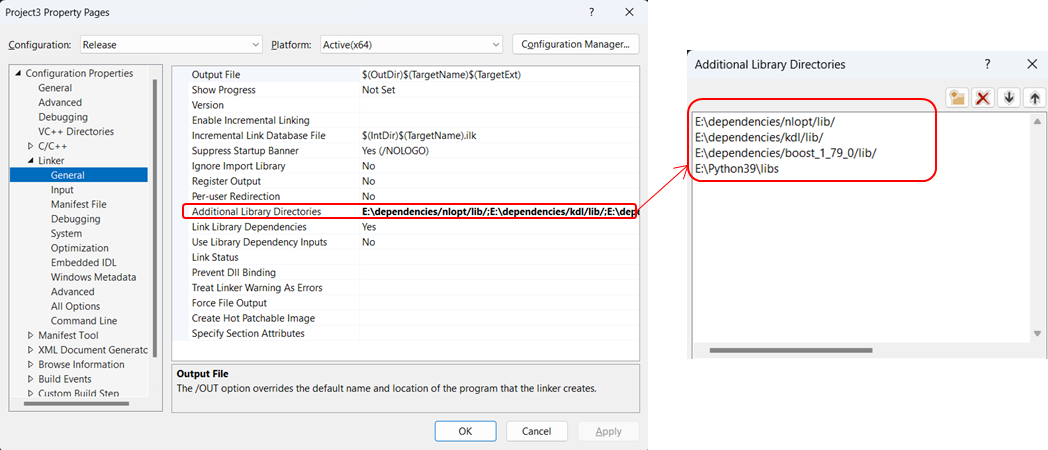 Project3 Property Pages
?
Configuration: Release Platform: Active(x64) Configuration Manager...
Configuration Properties
General
Advanced
Debugging
VC++ Directories
C/C++
Linker
General
Input
Manifest File
Debugging
System
Optimization
Embedded IDL
Windows Metadata
Advanced
All Options
Command Line
Manifest Tool
XML Document Generatc
Browse Information
Build Events
Custom Build Step
Output File $(OutDir)$(TargetName)$(TargetExt)
Show Progress Not Set
Version
Enable Incremental Linking
Incremental Link Database File $(IntDir)$(TargetName).ilk
Suppress Startup Banner Yes (/NOLOGO)
Ignore Import Library No
Register Output No
Per-user Redirection No
Additional Library Directories E:\dependencies/nlopt/lib/;E:\dependencies/kdl/lib/;E:\depe
Link Library Dependencies Yes
Use Library Dependency Inputs No
Link Status
Prevent Dll Binding
Treat Linker Warning As Errors
Force File Output
Create Hot Patchable Image
Specify Section Attributes
Output File
The /OUT option overrides the default name and location of the program that the linker creates.
OK Cancel Apply
Additional Library Directories ?
E:\dependencies/nlopt/lib/
E:\dependencies/kdl/lib/
E:\dependencies/boost_1_79_0/lib/
E:\Python39\libs